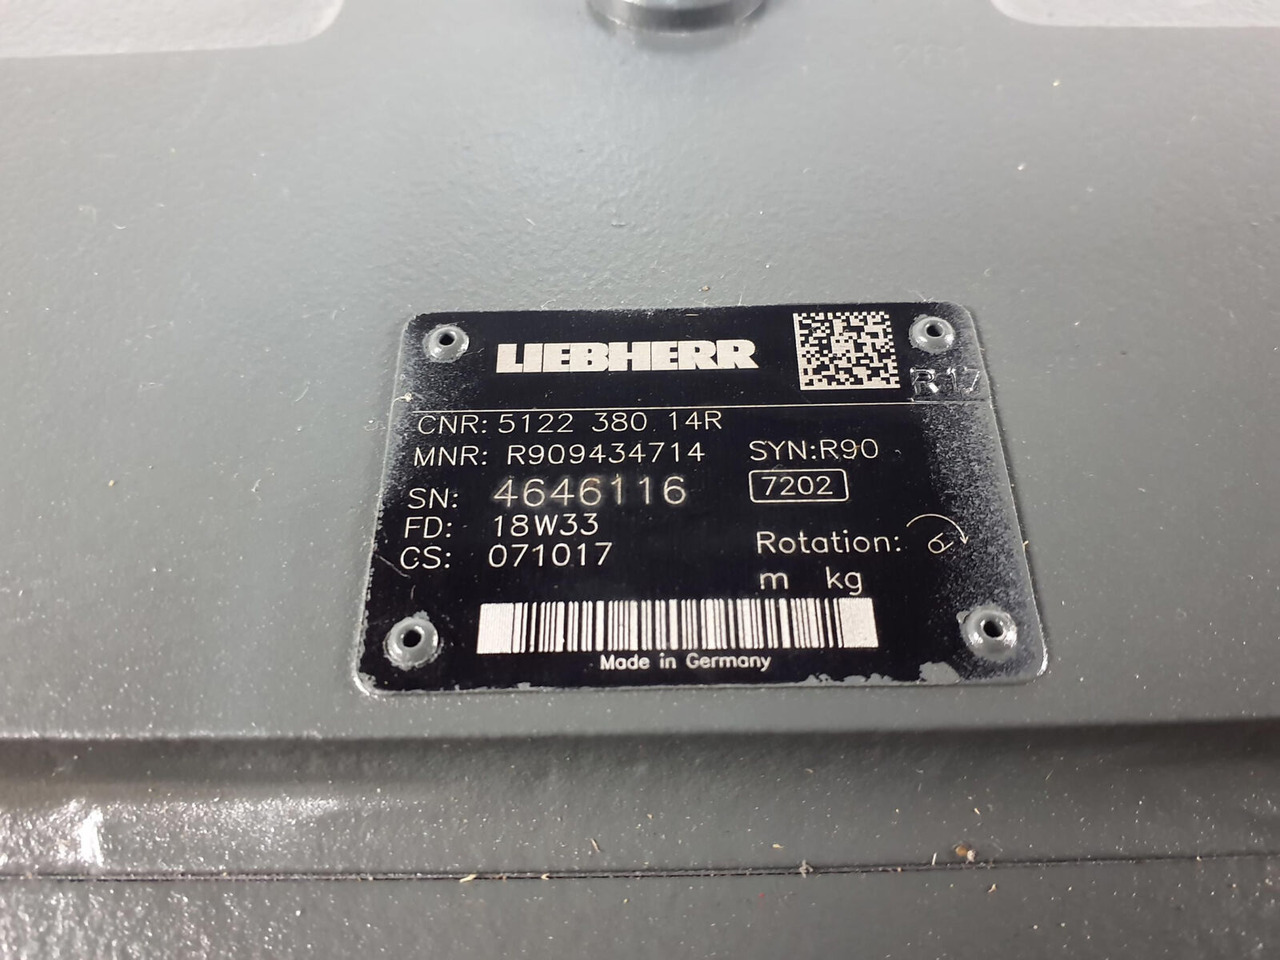 LIEBHERR
R17
CNR: 5122 380 14R
MNR: R909434714 SYN:R90
SN: 4646116 7202
FD: 18W33
CS: 071017 Rotation:
m kg
Made in Germany